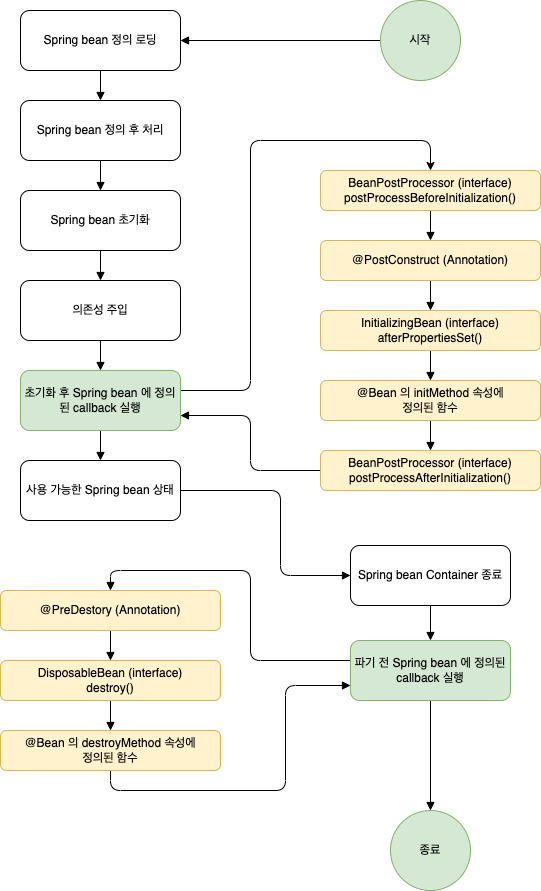 시작
Spring bean 정의 로딩
Spring bean 정의 후 처리
Spring bean 초기화
의존성 주입
초기화 후 Spring bean 에 정의
된 callback 실행
BeanPostProcessor (interface)
postProcessBeforeInitialization()
@PostConstruct (Annotation)
InitializingBean (interface)
afterPropertiesSet()
@Bean 의 initMethod 속성에
정의된 함수
BeanPostProcessor (interface)
postProcessAfterInitialization()
사용 가능한 Spring bean 상태
Spring bean Container 종료
파기 전 Spring bean 에 정의된
callback 실행
@PreDestory (Annotation)
DisposableBean (interface)
destroy()
@Bean 의 destroyMethod 속성에
정의된 함수
종료